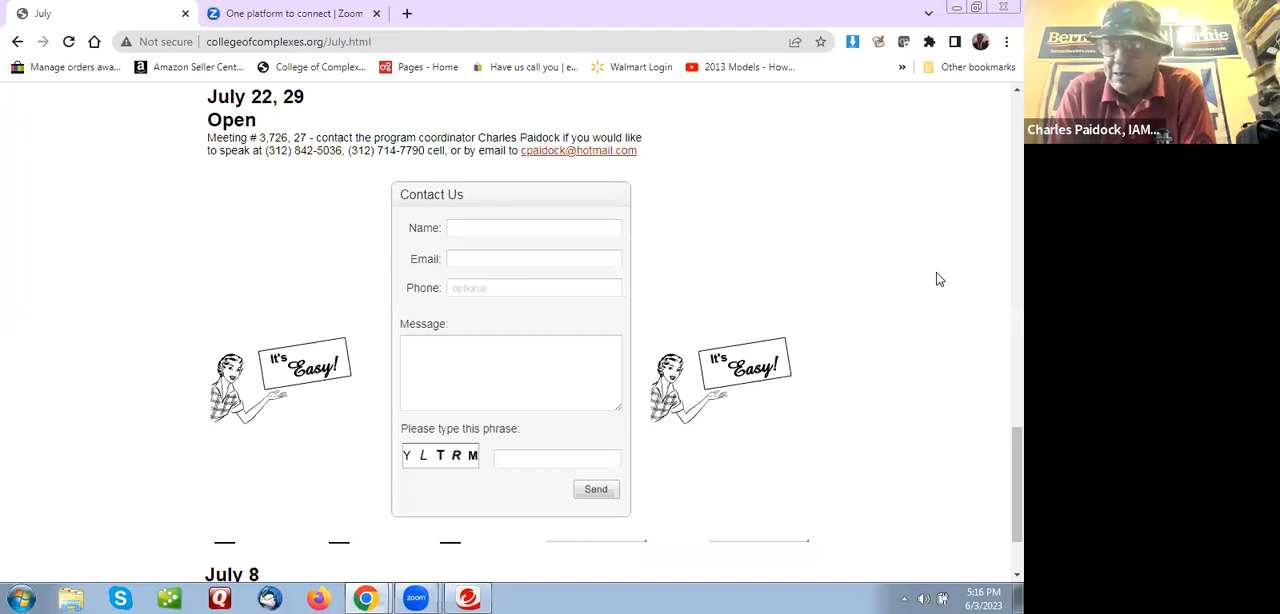 July
One platform to connect | Zoom
Not secure
collegeofcomplexes.org/July.html
Manage orders awa...
Amazon Seller Cent...
College of Comple...
Pages - Home
call you | e...
Walmart Login
2013 Models - How...
»
Other bookmarks
July 22, 29
Open
Meeting # 3,726, 27 - contact the program coordinator Charles Paidock if you would like
to speak at (312) 842-5036, (312) 714-7790 cell, or by email to cpaidock@hotmail.com
Contact Us
Name:
Email:
Phone: optional
Message:
It's Easy!
It's Easy!
Please type this phrase:
Y L T R M
Send
July 8
zoom
5:16 PM
6/3/2023
Bernie
Charles Paidock, IAM...